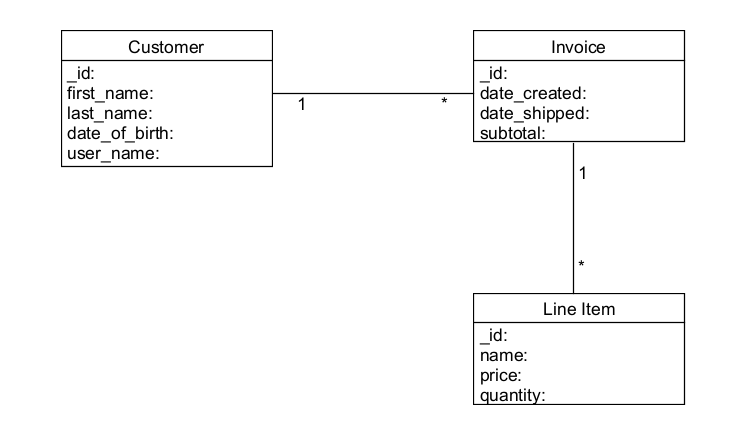 Customer
_id:
first_name:
last_name:
date_of_birth:
user_name:
1
*
Invoice
_id:
date_created:
date_shipped:
subtotal:
1
*
Line Item
_id:
name:
price:
quantity: